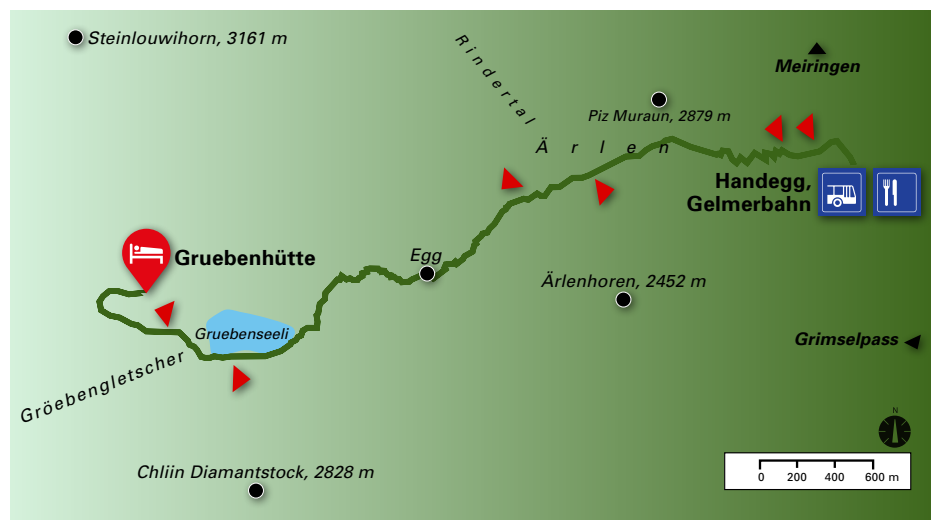 Steinlouwihorn, 3161 m
Rindertal
Meiringen
Piz Muraun, 2879 m
Ärlen
Handegg,
Gelmerbahn
Gruebenhütte
Egg
Ärlenhoren, 2452 m
Gruebenseeli
Grimselpass
Gröebengletscher
N
Chliin Diamantstock, 2828 m
0 200 400 600 m